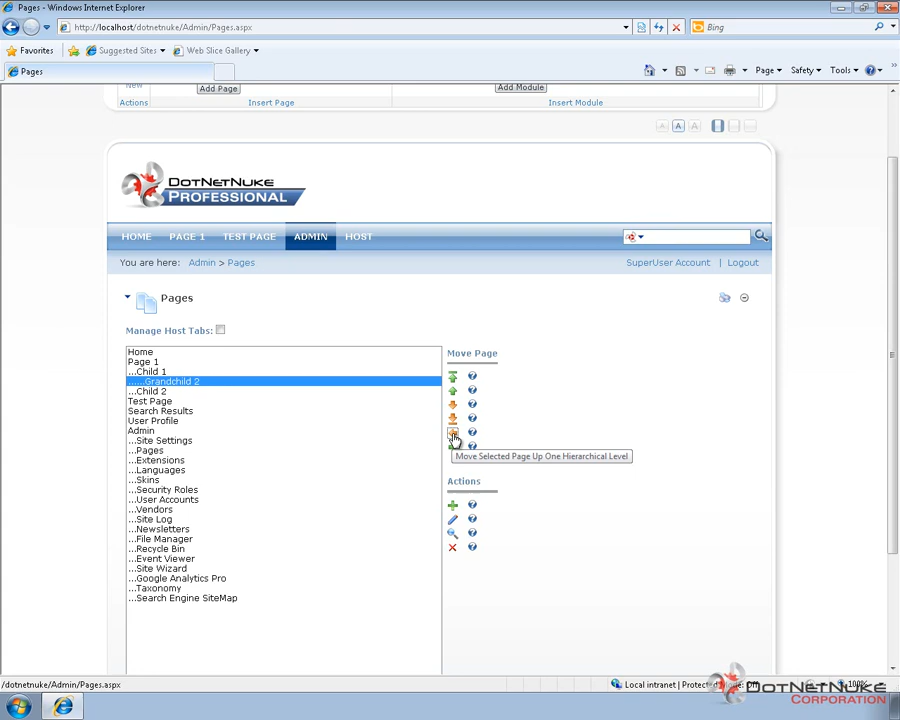 Pages - Windows Internet Explorer
http://localhost/dotnetnuke/Admin/Pages.aspx
Bing
Favorites
Suggested Sites
Web Slice Gallery
Pages
Page
Safety
Tools
New
Add Page
Add Module
Actions
Insert Page
Insert Module
A
A
A
DOTNETNUKE
PROFESSIONAL
HOME
PAGE 1
TEST PAGE
ADMIN
HOST
You are here:
Admin > Pages
SuperUser Account | Logout
Pages
Manage Host Tabs:
Home
Page 1
...Child 1
......Grandchild 2
...Child 2
Test Page
Search Results
User Profile
Admin
...Site Settings
...Pages
...Extensions
...Languages
...Skins
...Security Roles
...User Accounts
...Vendors
...Site Log
...Newsletters
...File Manager
...Recycle Bin
...Event Viewer
...Site Wizard
...Google Analytics Pro
...Taxonomy
...Search Engine SiteMap
Move Page
Move Selected Page Up One Hierarchical Level
Actions
/dotnetnuke/Admin/Pages.aspx
Local intranet | Protected Mode: Off
100%
DOTNETNUKE
CORPORATION